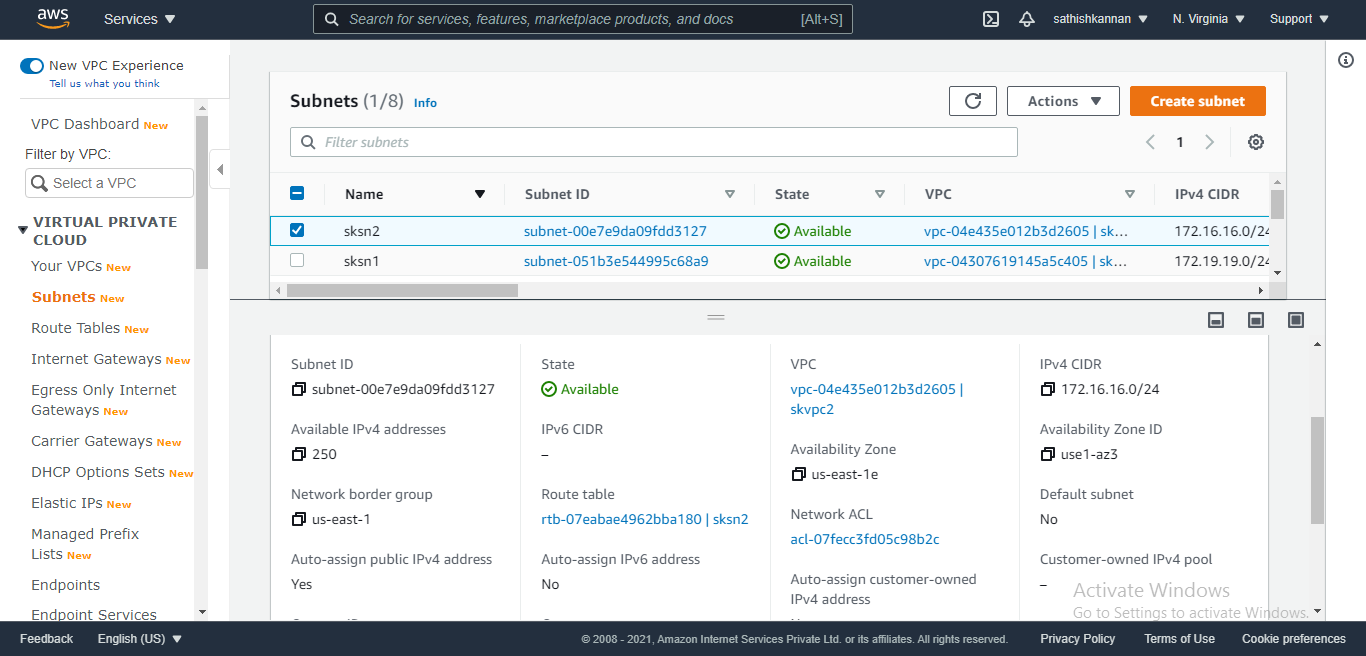 aws
Services
Search for services, features, marketplace products, and docs
[Alt+S]
sathishkannan
N. Virginia
Support
New VPC Experience
Tell us what you think
VPC Dashboard New
Filter by VPC:
Select a VPC
VIRTUAL PRIVATE
CLOUD
Your VPCs New
Subnets New
Route Tables New
Internet Gateways New
Egress Only Internet
Gateways New
Carrier Gateways New
DHCP Options Sets New
Elastic IPs New
Managed Prefix
Lists New
Endpoints
Endpoint Services
Subnets (1/8) Info
Actions
Create subnet
Filter subnets
1
Name Subnet ID State VPC IPv4 CIDR
sksn2 subnet-00e7e9da09fdd3127 Available vpc-04e435e012b3d2605 | sk... 172.16.16.0/24
sksn1 subnet-051b3e544995c68a9 Available vpc-04307619145a5c405 | sk... 172.19.19.0/24
Subnet ID
subnet-00e7e9da09fdd3127
Available IPv4 addresses
250
Network border group
us-east-1
Auto-assign public IPv4 address
Yes
State
Available
IPv6 CIDR
–
Route table
rtb-07eabae4962bba180 | sksn2
Auto-assign IPv6 address
No
VPC
vpc-04e435e012b3d2605 |
skvpc2
Availability Zone
us-east-1e
Network ACL
acl-07fecc3fd05c98b2c
Auto-assign customer-owned
IPv4 address
IPv4 CIDR
172.16.16.0/24
Availability Zone ID
use1-az3
Default subnet
No
Customer-owned IPv4 pool
–
Activate Windows
Go to Settings to activate Windows.
Feedback
English (US)
© 2008 - 2021, Amazon Internet Services Private Ltd. or its affiliates. All rights reserved.
Privacy Policy
Terms of Use
Cookie preferences